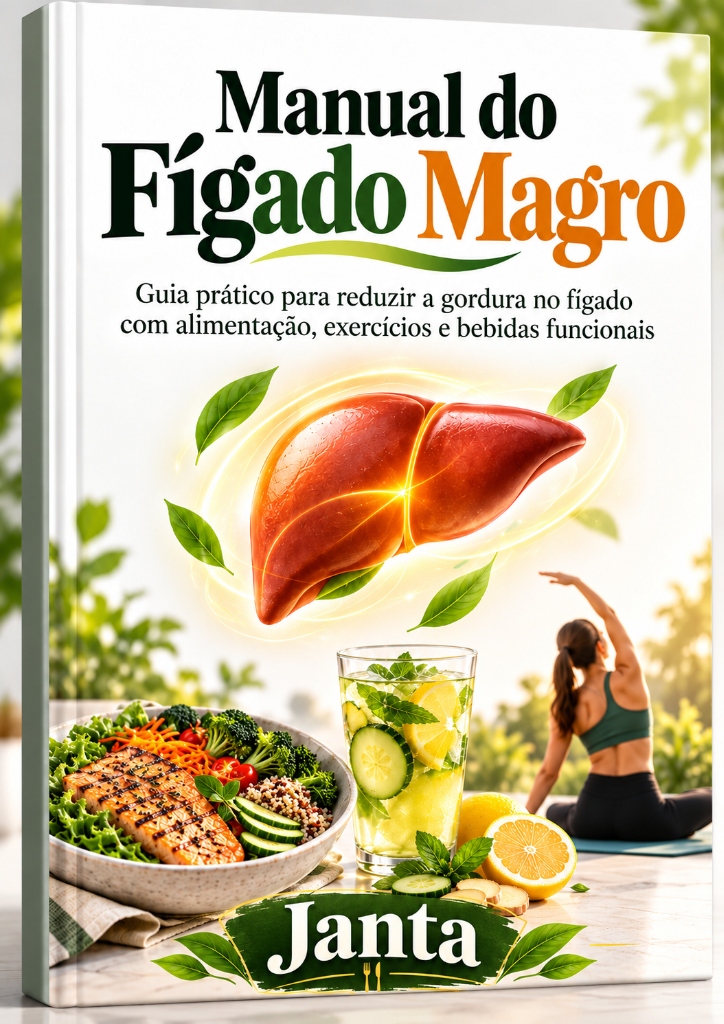 Manual do
Fígado Magro
Guia prático para reduzir a gordura no fígado
com alimentação, exercícios e bebidas funcionais
Janta